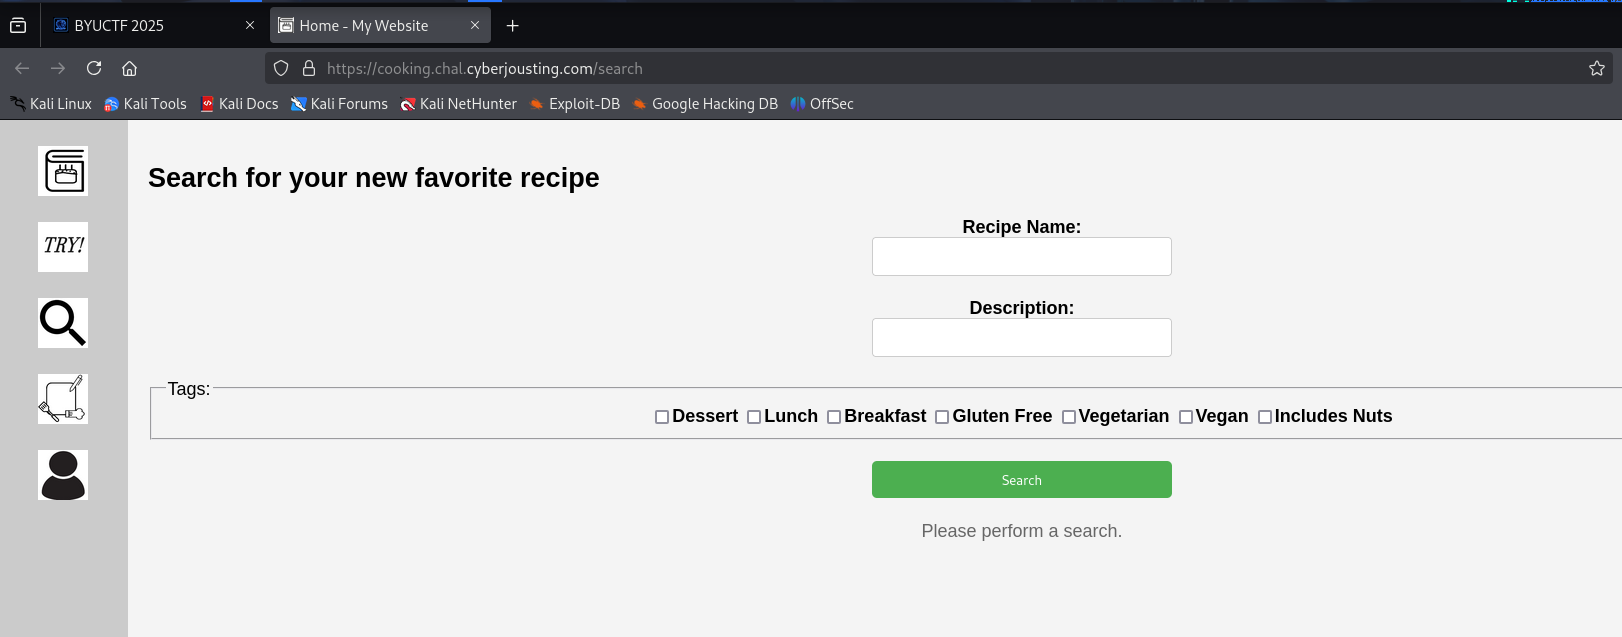 BYUCTF 2025
Home - My Website
https://cooking.chal.cyberjousting.com/search
Kali Linux Kali Tools Kali Docs Kali Forums Kali NetHunter Exploit-DB Google Hacking DB OffSec
TRY!
Search for your new favorite recipe
Recipe Name:
Description:
Tags:
Dessert Lunch Breakfast Gluten Free Vegetarian Vegan Includes Nuts
Search
Please perform a search.